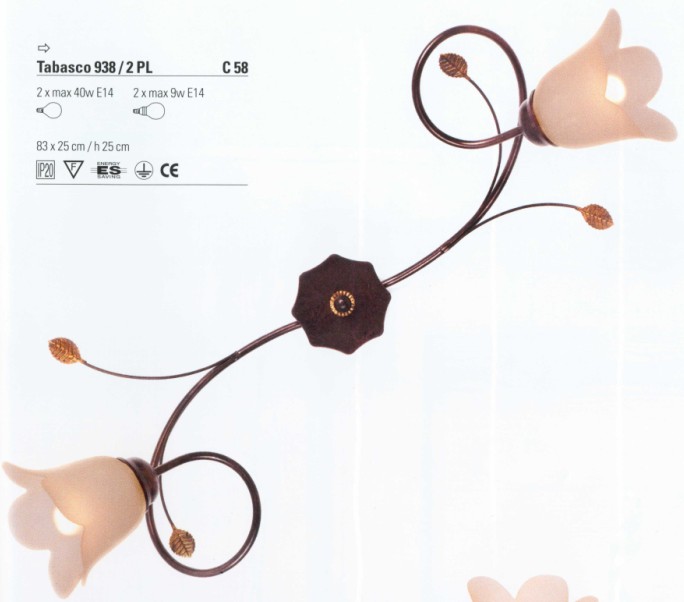 Tabasco 938 / 2 PL C 58
2 x max 40w E14 2 x max 9w E14
83 x 25 cm / h 25 cm
IP20 F ENERGY ES SAVING CE